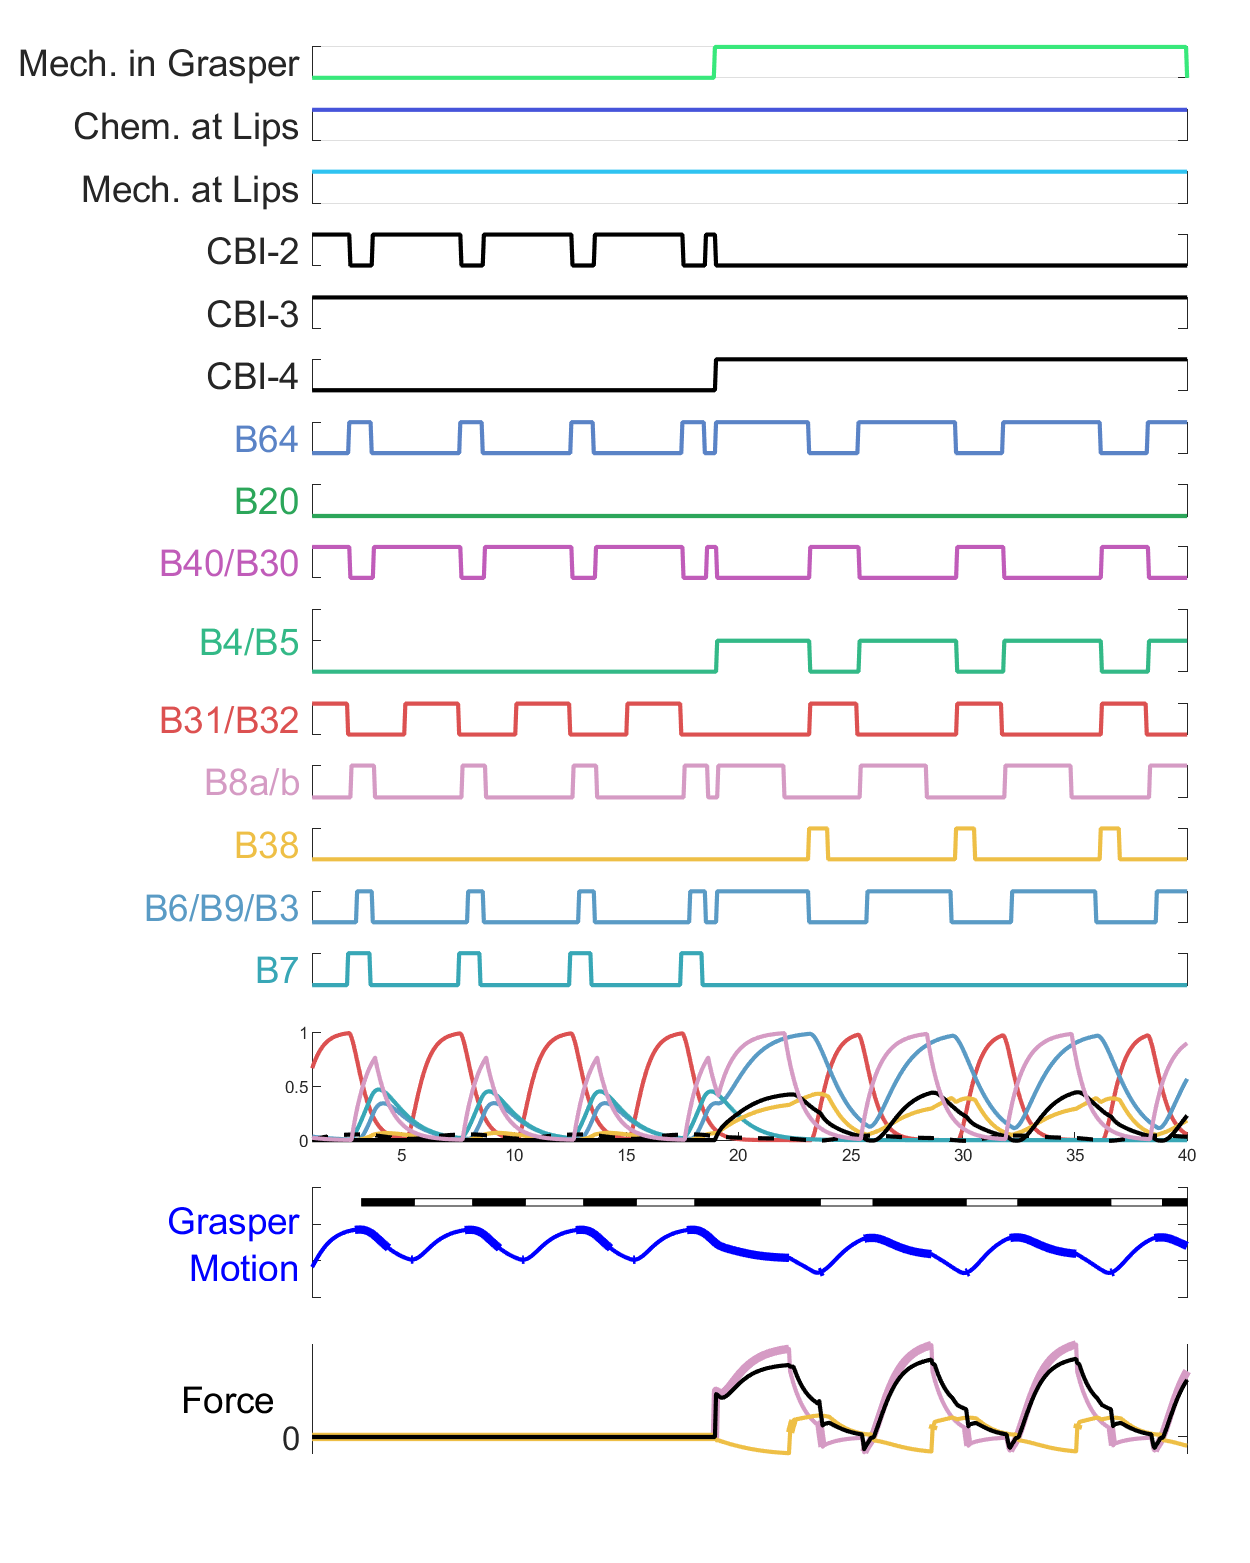 Mech. in Grasper
Chem. at Lips
Mech. at Lips
CBI-2
CBI-3
CBI-4
B64
B20
B40/B30
B4/B5
B31/B32
B8a/b
B38
B6/B9/B3
B7
1
0.5
0
5 10 15 20 25 30 35 40
Grasper
Motion
Force
0